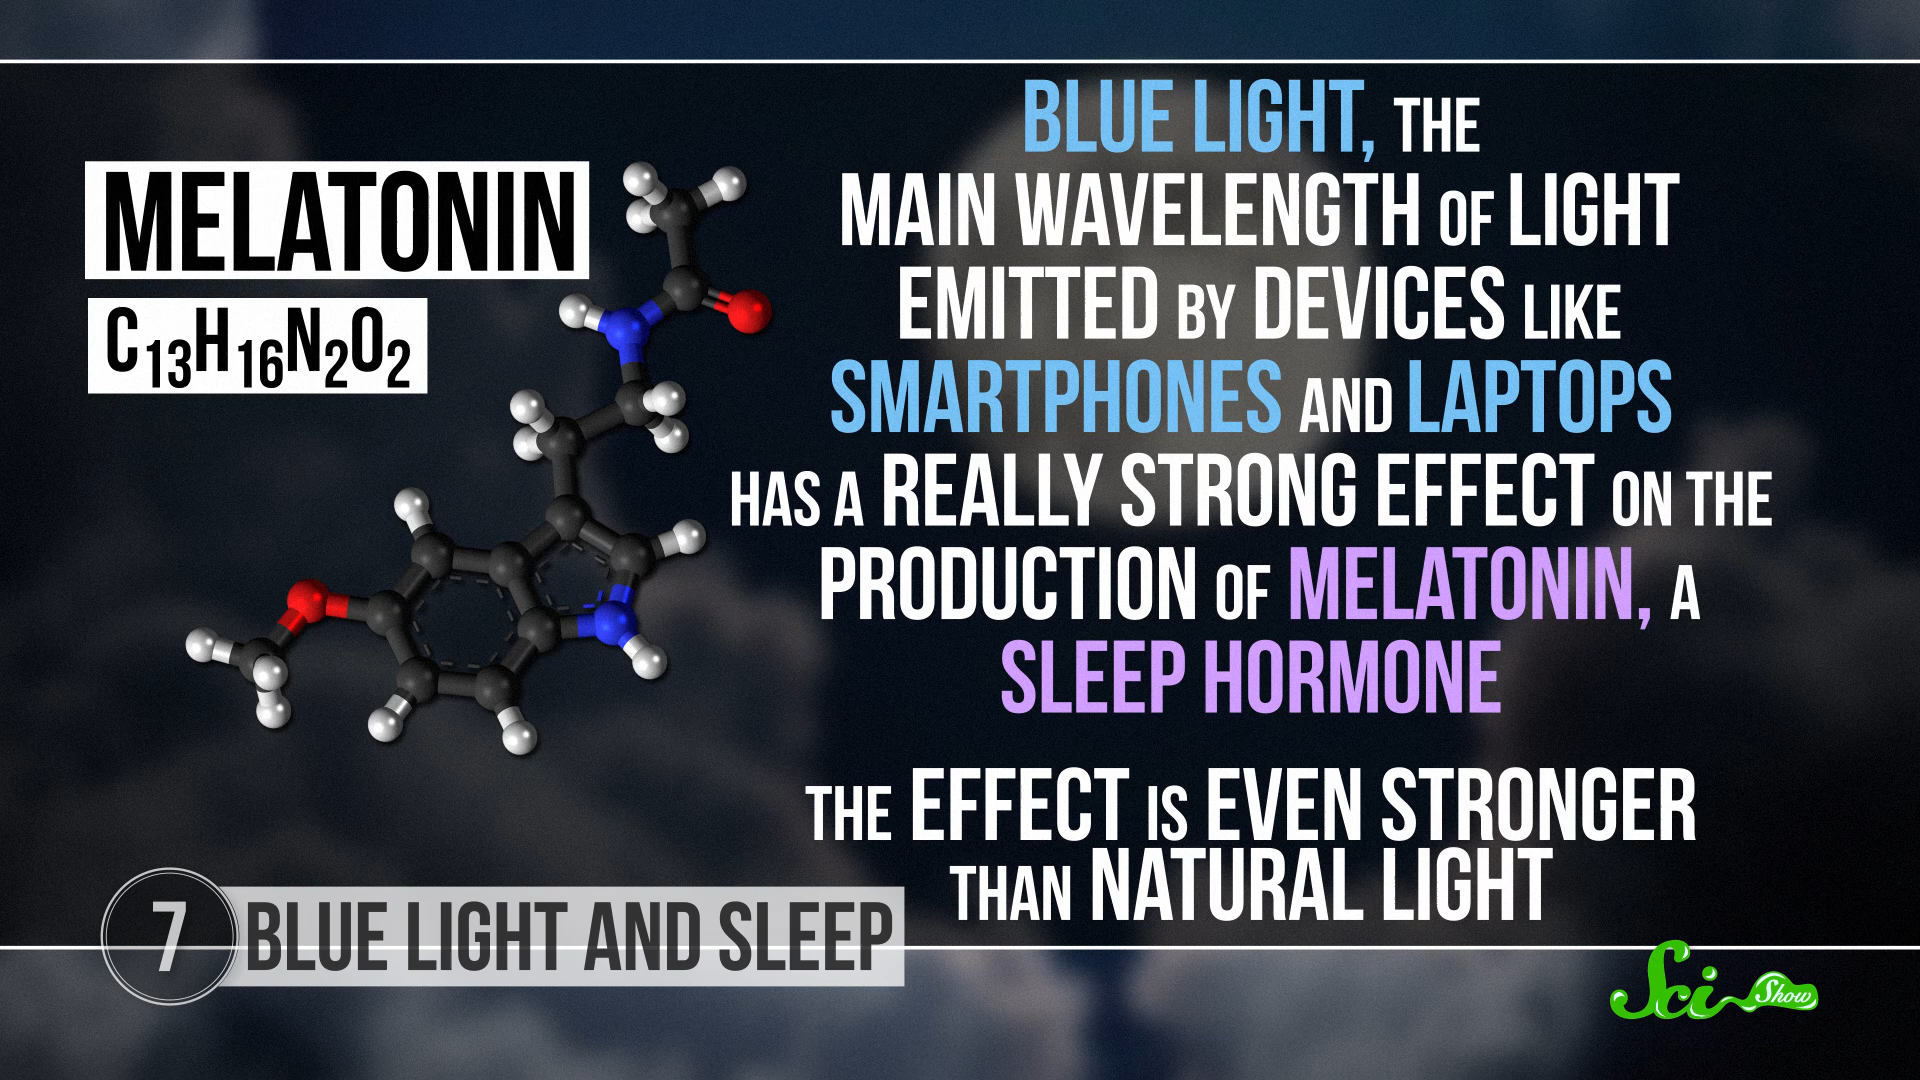 MELATONIN
C13H16N2O2
BLUE LIGHT, THE
MAIN WAVELENGTH OF LIGHT
EMITTED BY DEVICES LIKE
SMARTPHONES AND LAPTOPS
HAS A REALLY STRONG EFFECT ON THE
PRODUCTION OF MELATONIN, A
SLEEP HORMONE
THE EFFECT IS EVEN STRONGER
THAN NATURAL LIGHT
7 BLUE LIGHT AND SLEEP
Sci Show